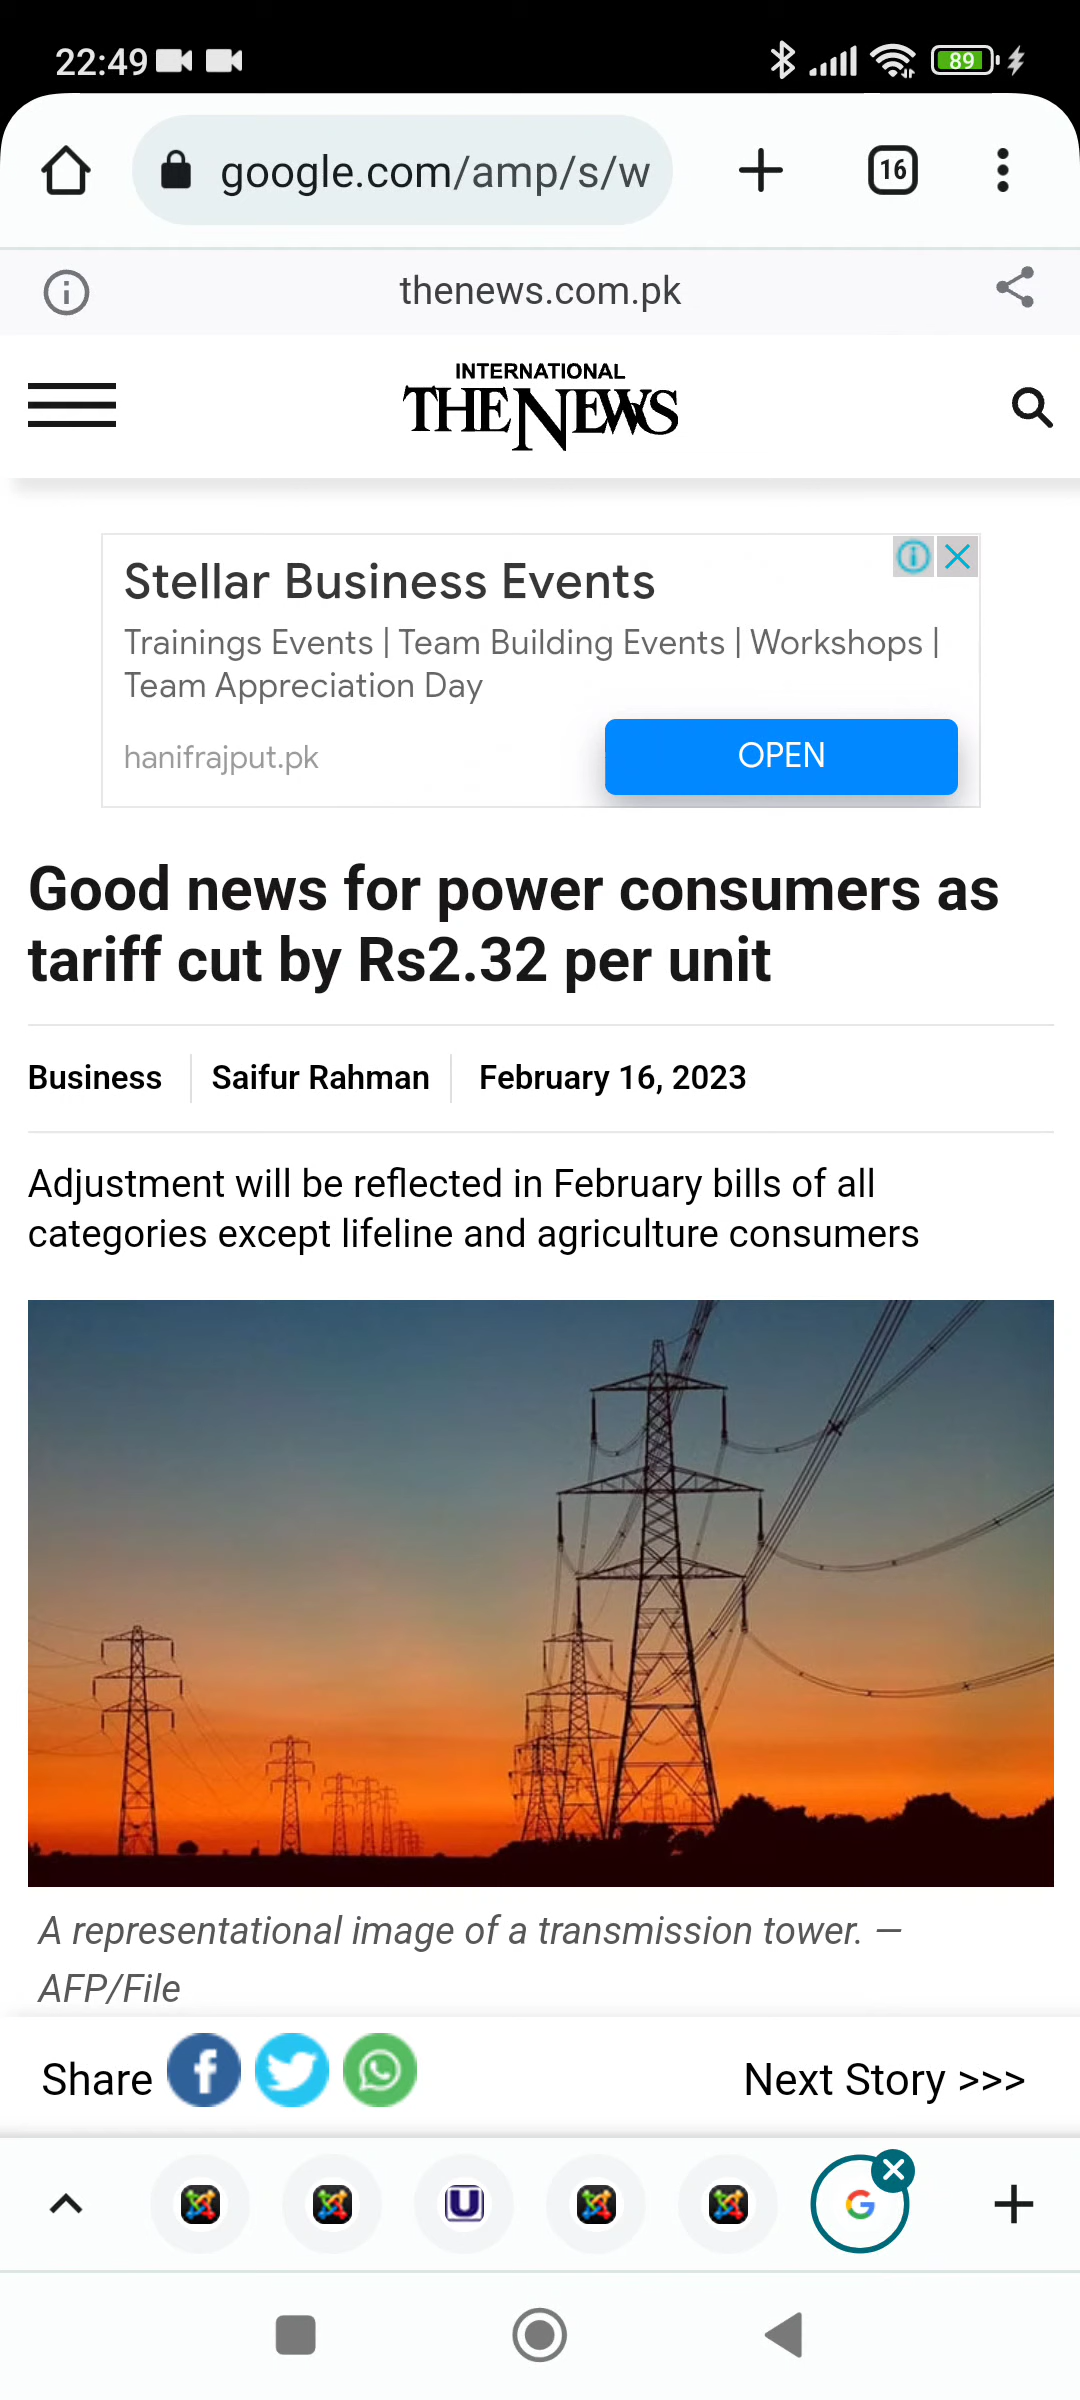 22:49
89
google.com/amp/s/w
16
thenews.com.pk
INTERNATIONAL
THE NEWS
Stellar Business Events
Trainings Events | Team Building Events | Workshops |
Team Appreciation Day
hanifrajput.pk
OPEN
Good news for power consumers as
tariff cut by Rs2.32 per unit
Business
Saifur Rahman
February 16, 2023
Adjustment will be reflected in February bills of all
categories except lifeline and agriculture consumers
A representational image of a transmission tower. —
AFP/File
Share
Next Story >>>